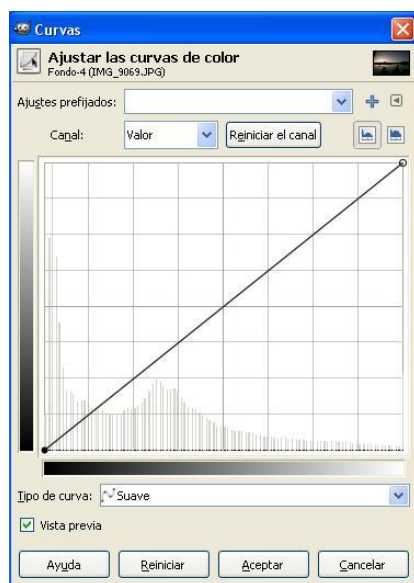 Curvas
Ajustar las curvas de color
Fondo-4 (IMG_9069.JPG)
Ajustes prefijados:
Canal: Valor Reiniciar el canal
Tipo de curva: Suave
Vista previa
Ayuda Reiniciar Aceptar Cancelar